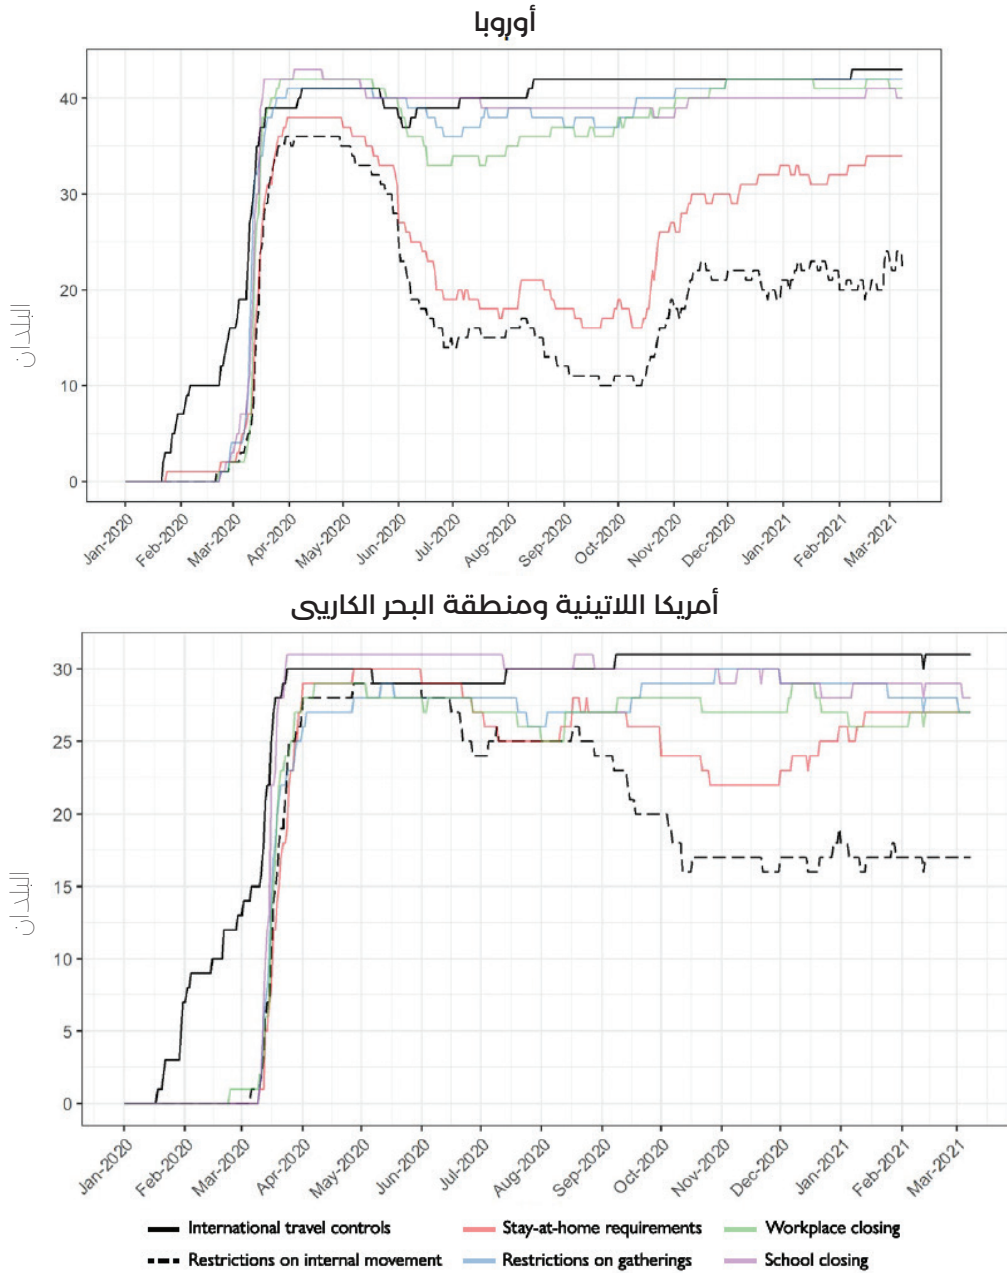 أوروبا
40
30
20
10
0
البلدان
Jan-2020
Feb-2020
Mar-2020
Apr-2020
May-2020
Jun-2020
Jul-2020
Aug-2020
Sep-2020
Oct-2020
Nov-2020
Dec-2020
Jan-2021
Feb-2021
Mar-2021
أمريكا اللاتينية ومنطقة البحر الكاريبى
30
25
20
15
10
5
0
البلدان
Jan-2020
Feb-2020
Mar-2020
Apr-2020
May-2020
Jun-2020
Jul-2020
Aug-2020
Sep-2020
Oct-2020
Nov-2020
Dec-2020
Jan-2021
Feb-2021
Mar-2021
International travel controls
Stay-at-home requirements
Workplace closing
Restrictions on internal movement
Restrictions on gatherings
School closing